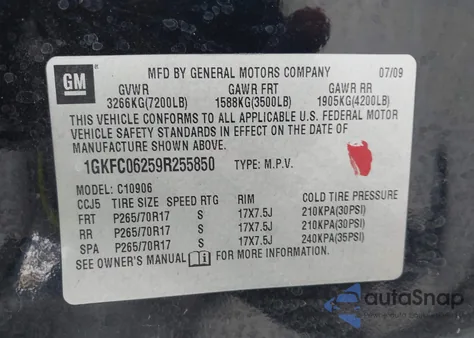 GM
MFD BY GENERAL MOTORS COMPANY 07/09
GVWR GAWR FRT GAWR RR
3266KG(7200LB) 1588KG(3500LB) 1905KG(4200LB)
THIS VEHICLE CONFORMS TO ALL APPLICABLE U.S. FEDERAL MOTOR
VEHICLE SAFETY STANDARDS IN EFFECT ON THE DATE OF
MANUFACTURE SHOWN ABOVE.
1GKFC06259R255850 TYPE: M.P.V.
MODEL: C10906
CCJ5 TIRE SIZE SPEED RTG RIM COLD TIRE PRESSURE
FRT P265/70R17 S 17X7.5J 210KPA(30PSI)
RR P265/70R17 S 17X7.5J 210KPA(30PSI)
SPA P265/70R17 S 17X7.5J 240KPA(35PSI)
SEE OWNER'S MANUAL FOR MORE INFORMATION.
autoSnap